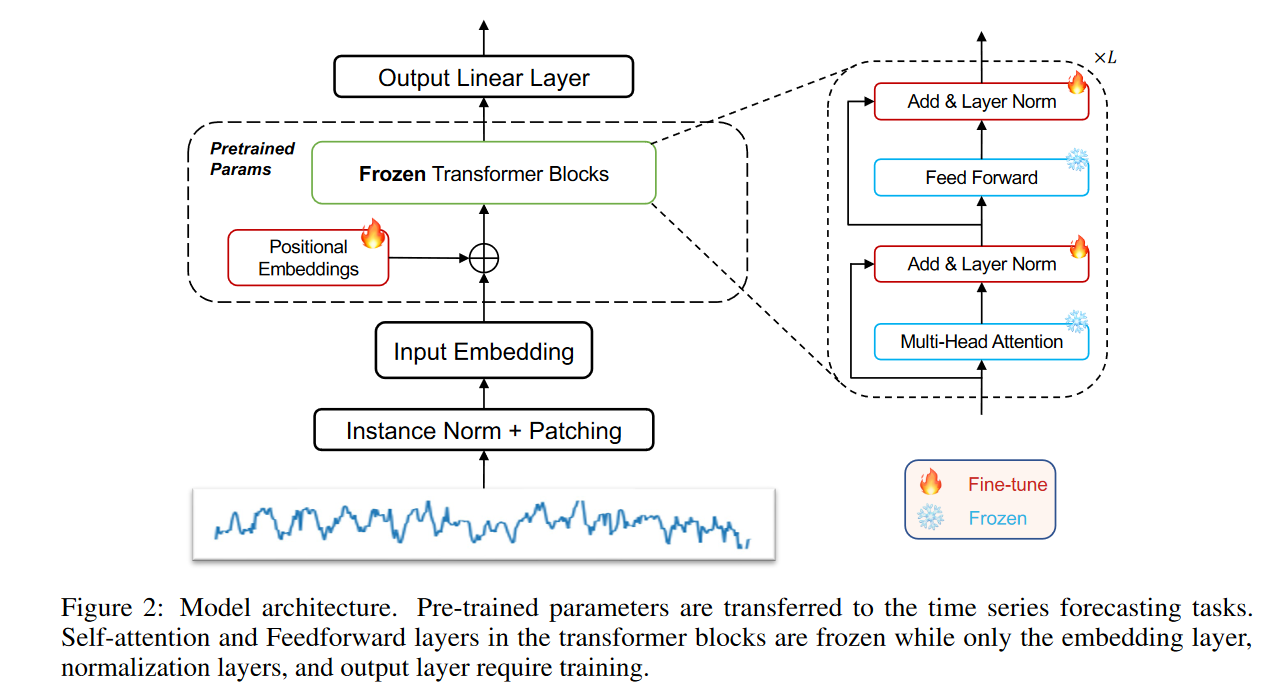 Output Linear Layer
Pretrained
Params
Frozen Transformer Blocks
Positional
Embeddings
Input Embedding
Instance Norm + Patching
×L
Add & Layer Norm
Feed Forward
Add & Layer Norm
Multi-Head Attention
Fine-tune
Frozen
Figure 2: Model architecture. Pre-trained parameters are transferred to the time series forecasting tasks.
Self-attention and Feedforward layers in the transformer blocks are frozen while only the embedding layer,
normalization layers, and output layer require training.